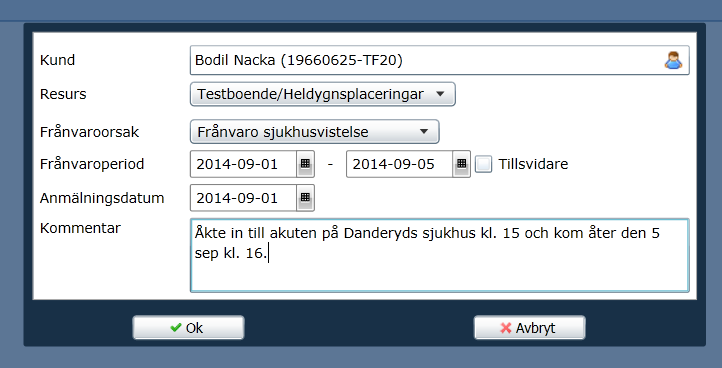 Kund Bodil Nacka (19660625-TF20)
Resurs Testboende/Heldygnsplaceringar
Frånvaroorsak Frånvaro sjukhusvistelse
Frånvaroperiod 2014-09-01 - 2014-09-05 Tillsvidare
Anmälningsdatum 2014-09-01
Kommentar Åkte in till akuten på Danderyds sjukhus kl. 15 och kom åter den 5
sep kl. 16.
Ok Avbryt